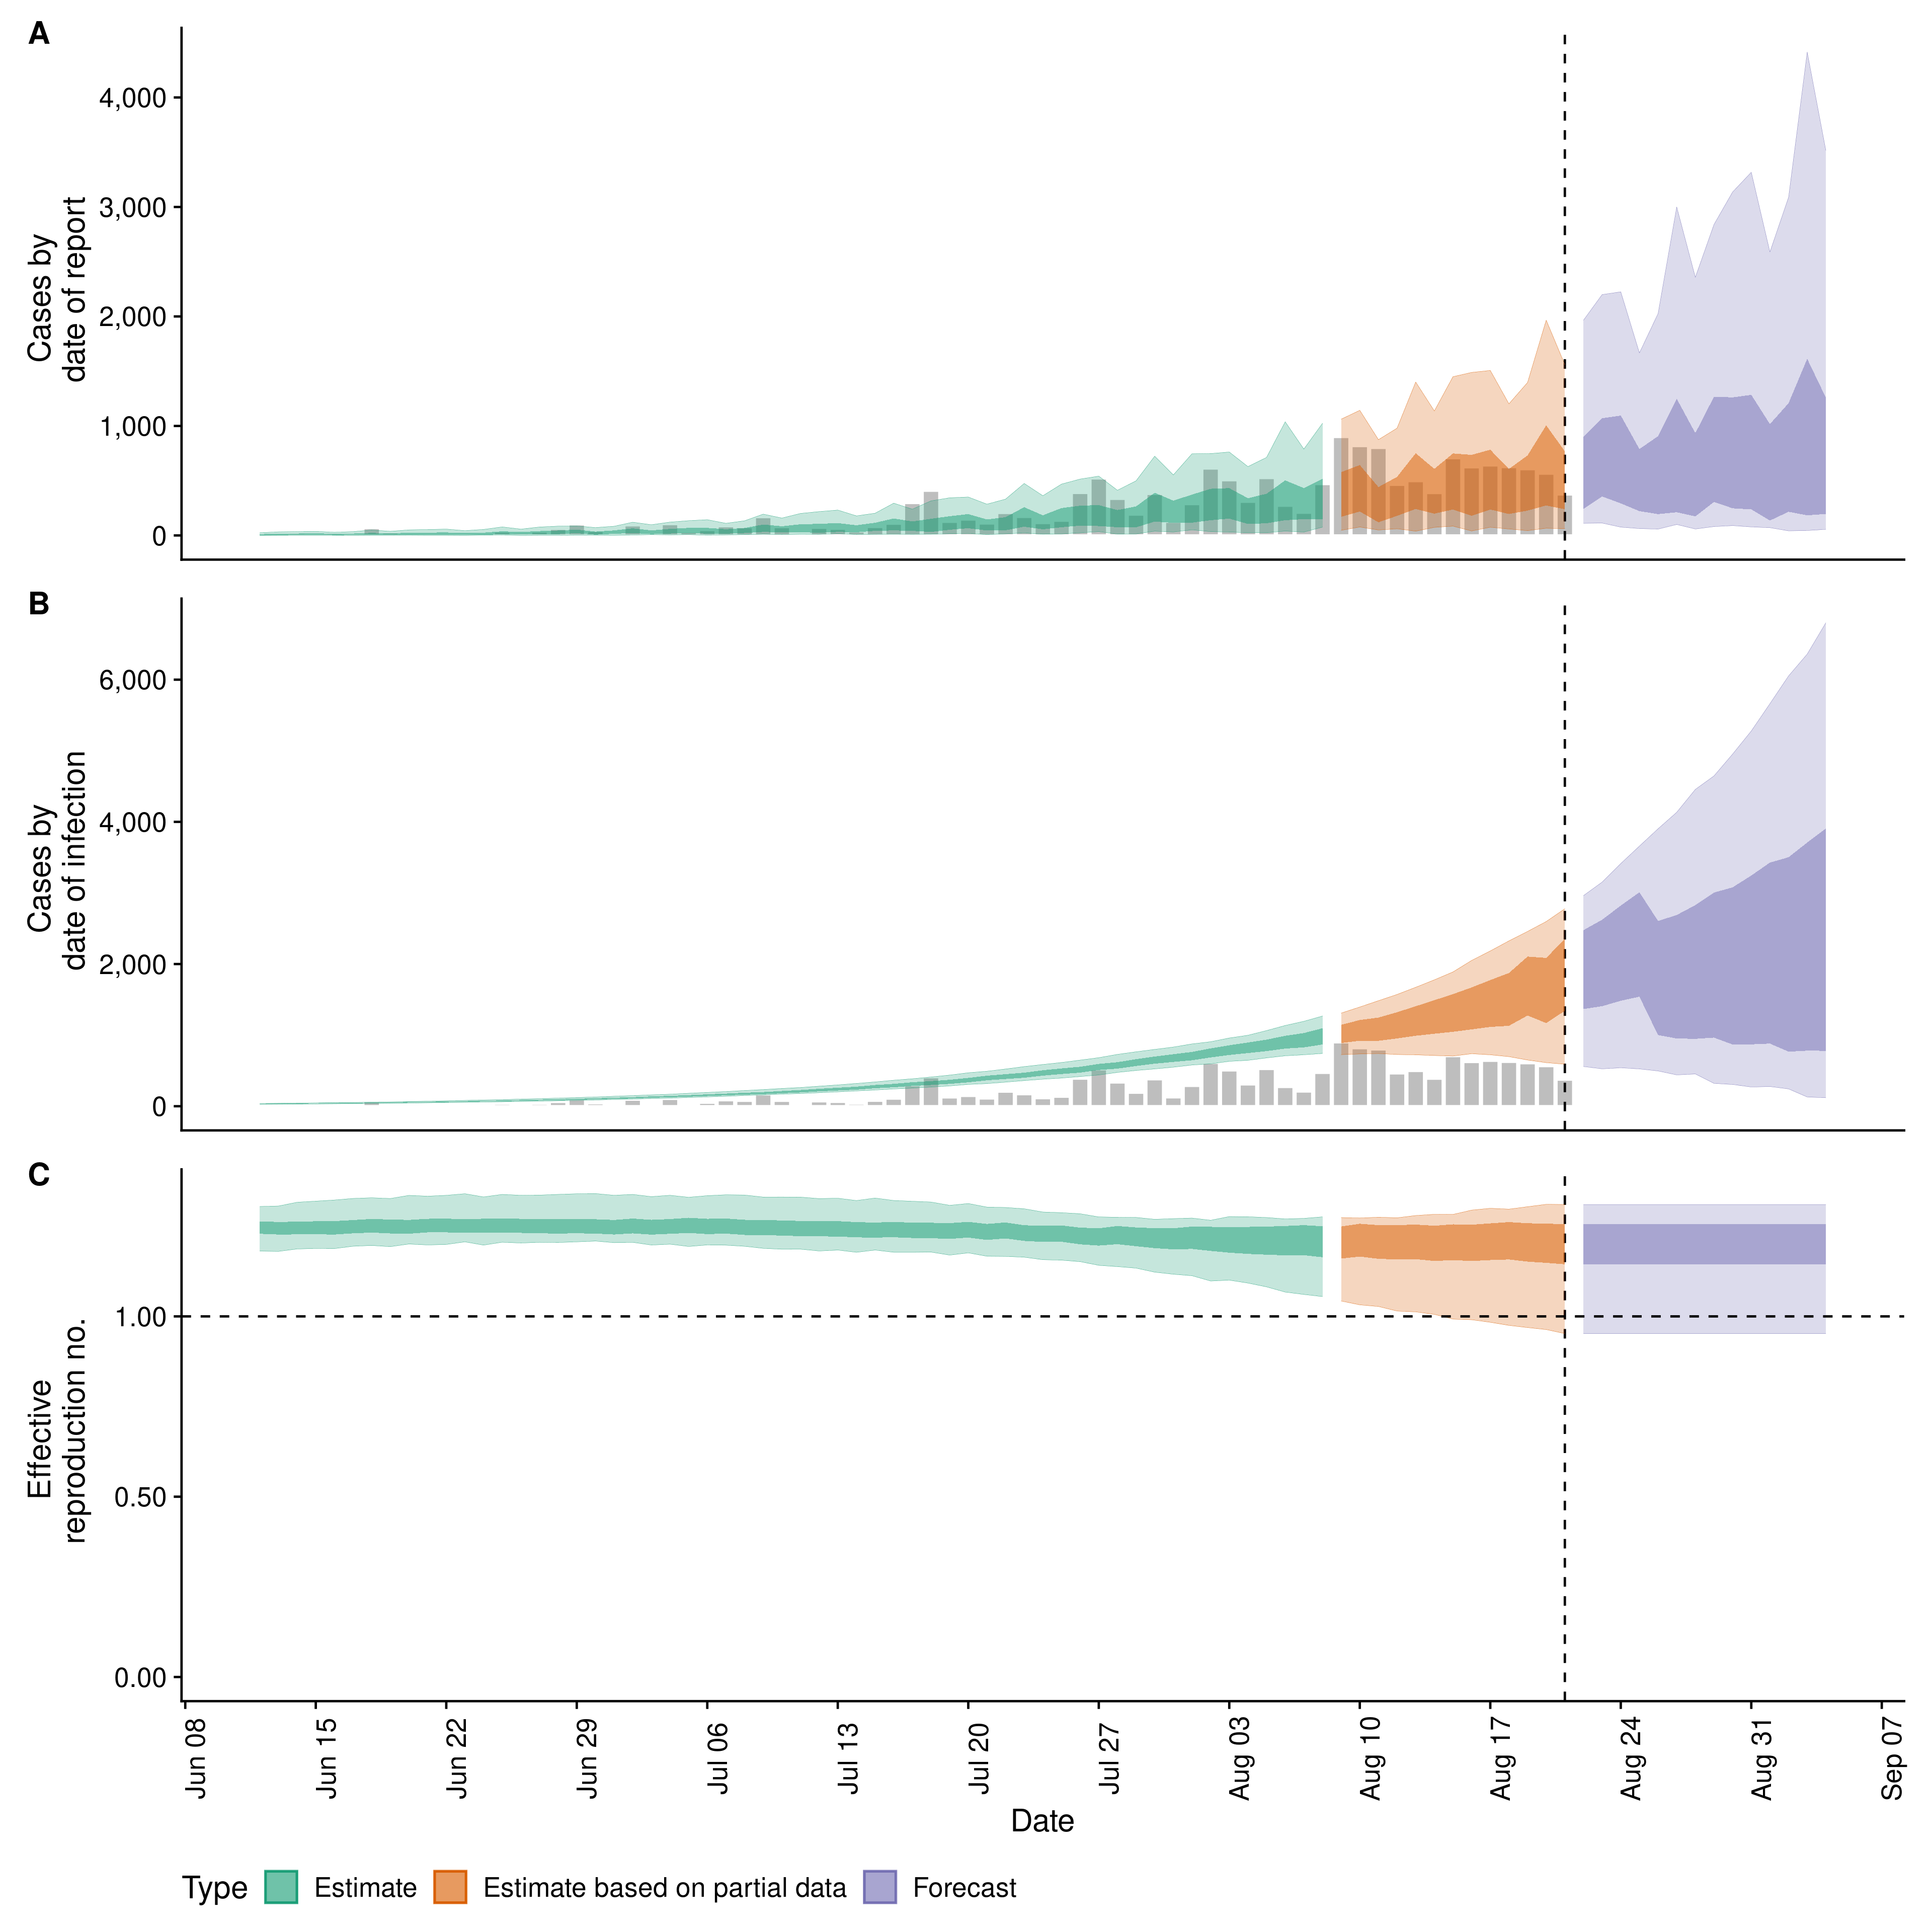 A
Cases by
date of report
4,000
3,000
2,000
1,000
0
B
Cases by
date of infection
6,000
4,000
2,000
0
C
Effective
reproduction no.
1.00
0.50
0.00
Jun 08
Jun 15
Jun 22
Jun 29
Jul 06
Jul 13
Jul 20
Jul 27
Aug 03
Aug 10
Aug 17
Aug 24
Aug 31
Sep 07
Date
Type Estimate Estimate based on partial data Forecast